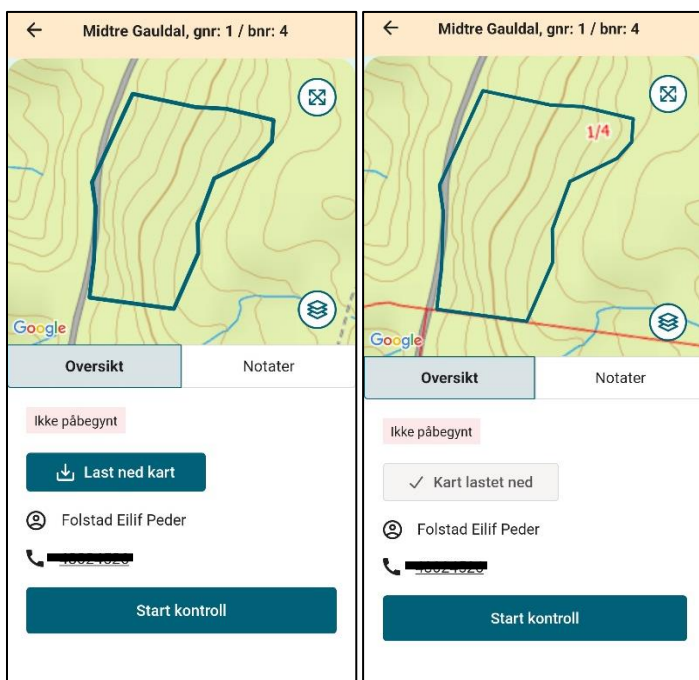 Midtre Gauldal, gnr: 1 / bnr: 4
Google
Oversikt
Notater
Ikke påbegynt
Last ned kart
Folstad Eilif Peder
Start kontroll
Midtre Gauldal, gnr: 1 / bnr: 4
1/4
Google
Oversikt
Notater
Ikke påbegynt
Kart lastet ned
Folstad Eilif Peder
Start kontroll